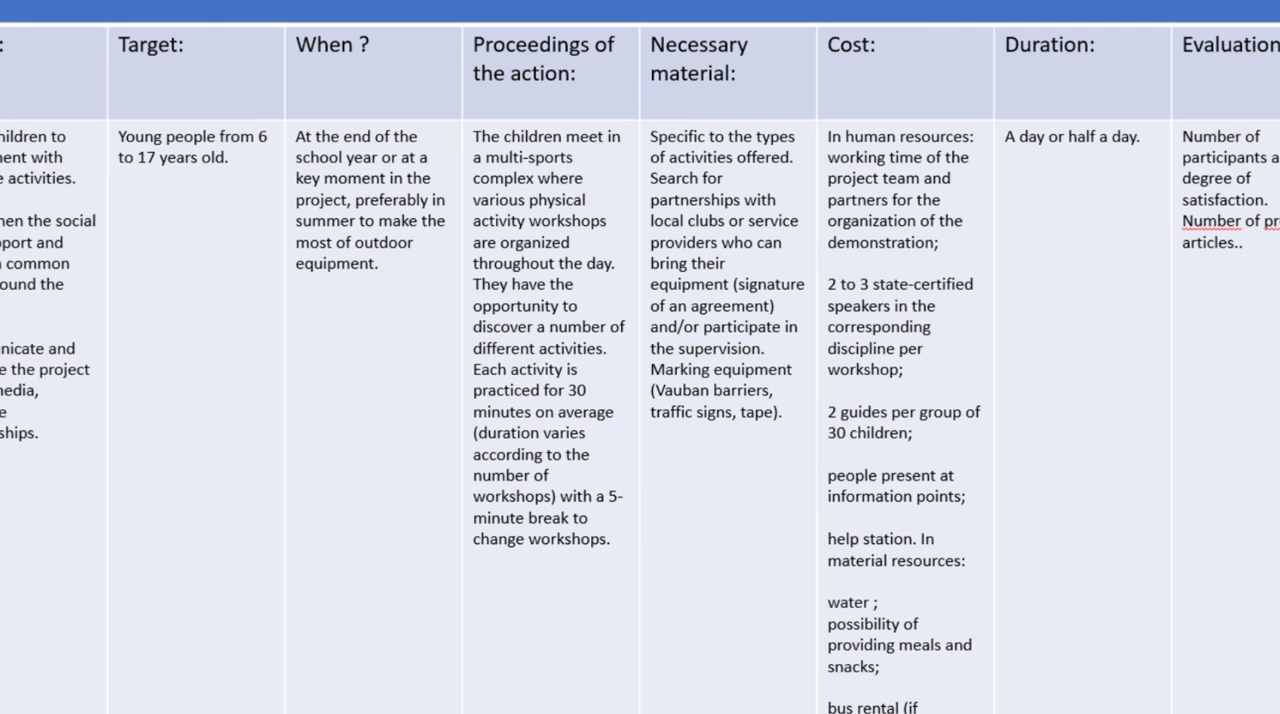 :
hildren to
nent with
e activities.
nen the social
port and
n common
ound the
nicate and
e the project
nedia,
e
ships.
Target:
Young people from 6
to 17 years old.
When ?
At the end of the
school year or at a
key moment in the
project, preferably in
summer to make the
most of outdoor
equipment.
Proceedings of
the action:
The children meet in
a multi-sports
complex where
various physical
activity workshops
are organized
throughout the day.
They have the
opportunity to
discover a number of
different activities.
Each activity is
practiced for 30
minutes on average
(duration varies
according to the
number of
workshops) with a 5-
minute break to
change workshops.
Necessary
material:
Specific to the types
of activities offered.
Search for
partnerships with
local clubs or service
providers who can
bring their
equipment (signature
of an agreement)
and/or participate in
the supervision.
Marking equipment
(Vauban barriers,
traffic signs, tape).
Cost:
In human resources:
working time of the
project team and
partners for the
organization of the
demonstration;
2 to 3 state-certified
speakers in the
corresponding
discipline per
workshop;
2 guides per group of
30 children;
people present at
information points;
help station. In
material resources:
water ;
possibility of
providing meals and
snacks;
bus rental (if
Duration:
A day or half a day.
Evaluation
Number of
participants a
degree of
satisfaction.
Number of pr
articles..